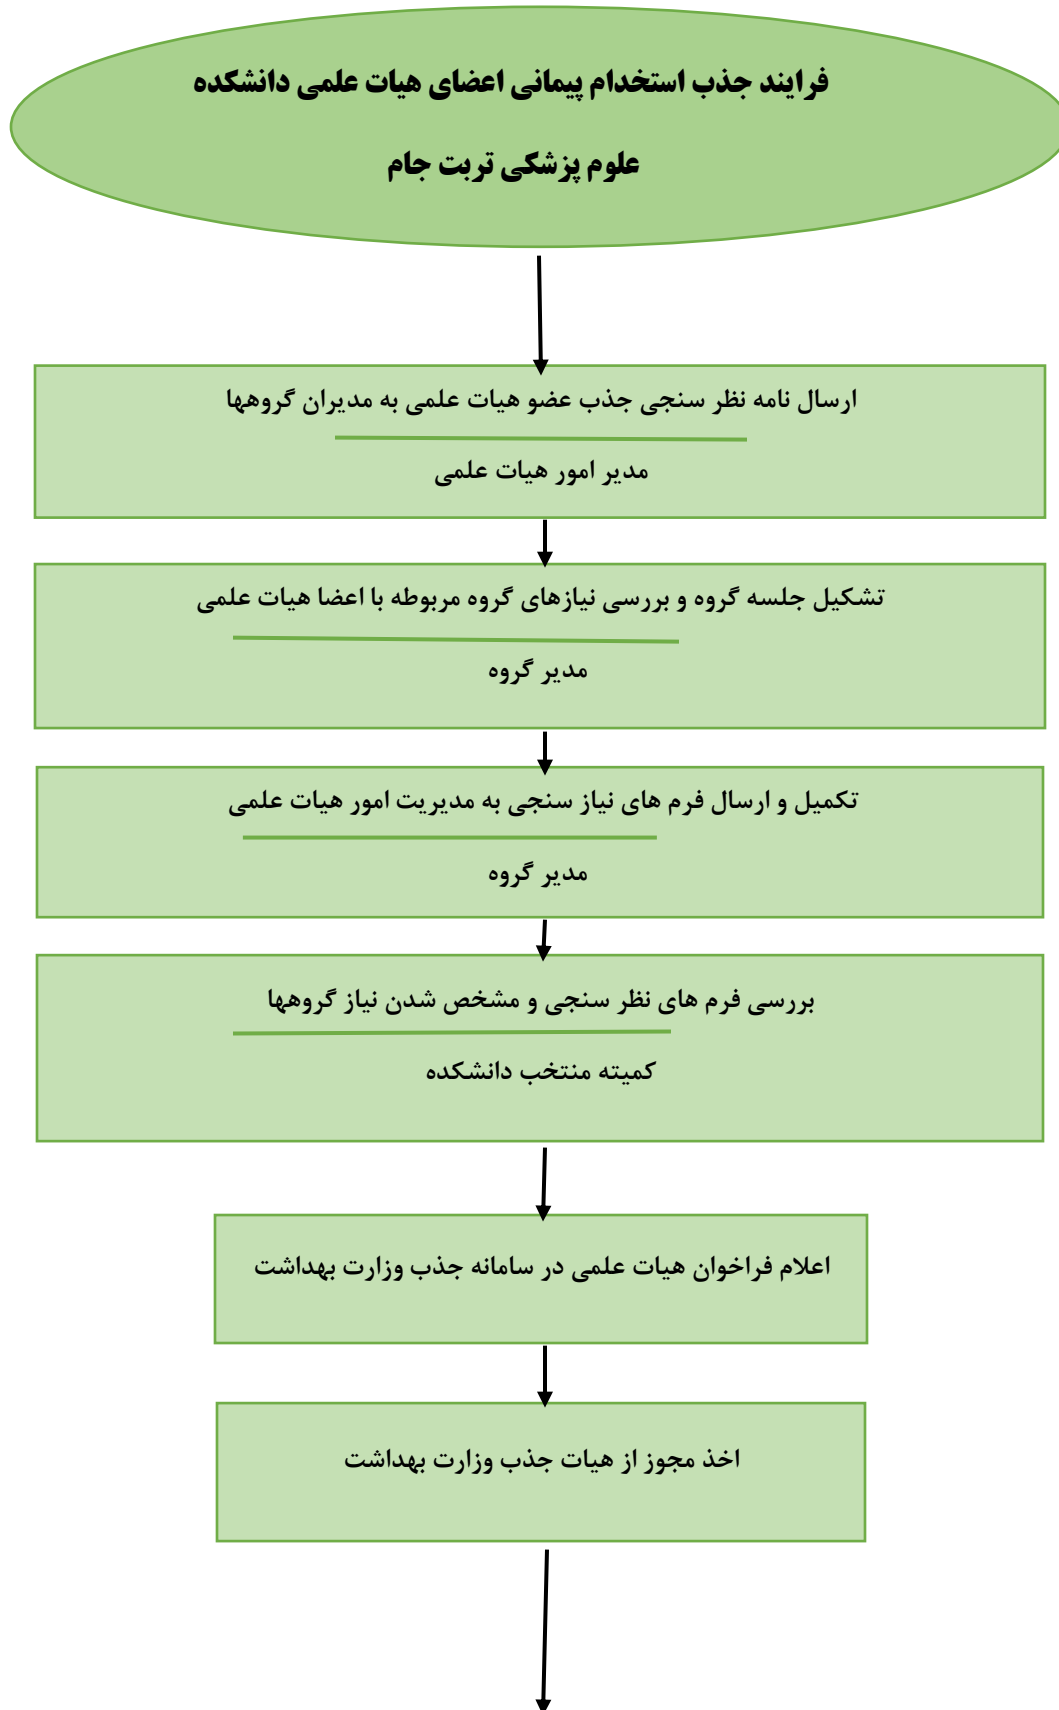 فرایند جذب استخدام پیمانی اعضای هیات علمی دانشکده
علوم پزشکی تربت جام
ارسال نامه نظر سنجی جذب عضو هیات علمی به مدیران گروهها
مدیر امور هیات علمی
تشکیل جلسه گروه و بررسی نیازهای گروه مربوطه با اعضا هیات علمی
مدیر گروه
تکمیل و ارسال فرم های نیاز سنجی به مدیریت امور هیات علمی
مدیر گروه
بررسی فرم های نظر سنجی و مشخص شدن نیاز گروهها
کمیته منتخب دانشکده
اعلام فراخوان هیات علمی در سامانه جذب وزارت بهداشت
اخذ مجوز از هیات جذب وزارت بهداشت